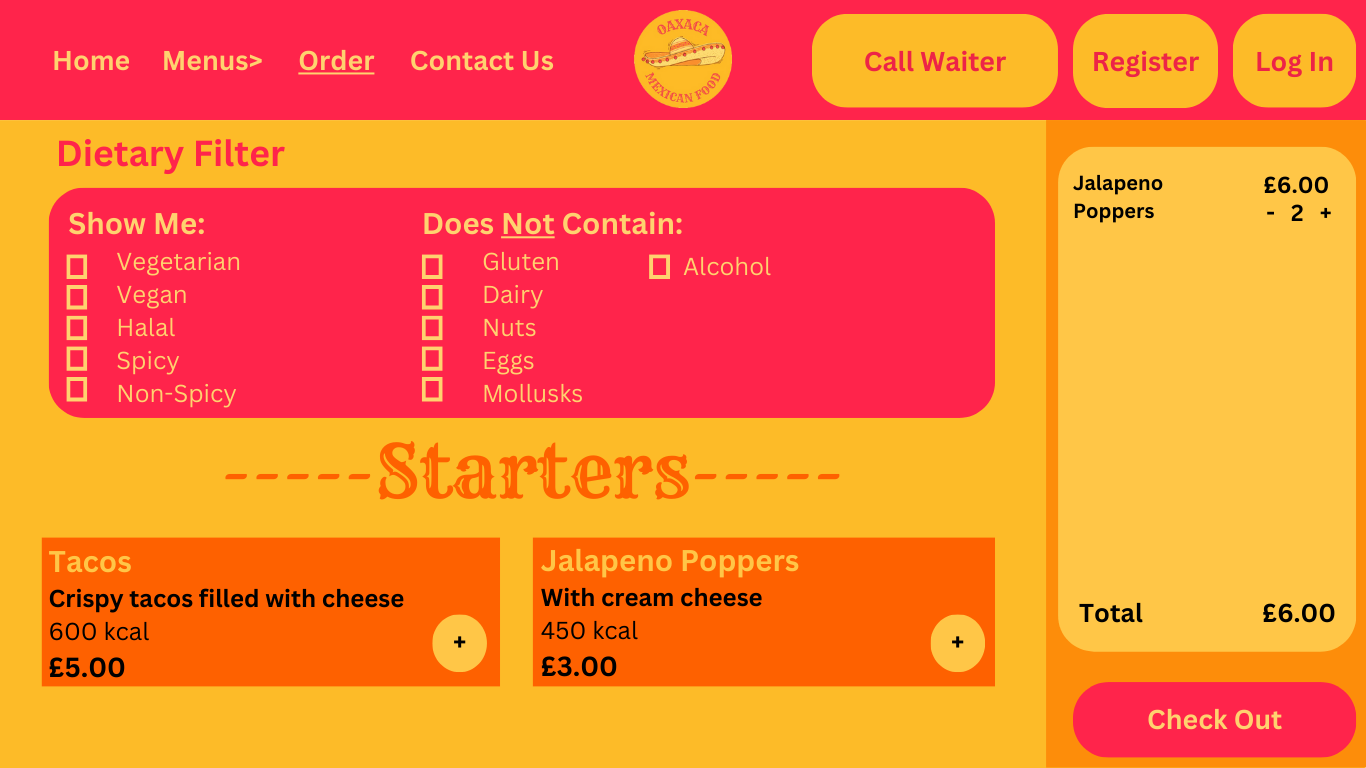 Home Menus> Order Contact Us
OAXACA
MEXICAN FOOD
Call Waiter
Register
Log In
Dietary Filter
Show Me:
Vegetarian
Vegan
Halal
Spicy
Non-Spicy
Does Not Contain:
Gluten
Dairy
Nuts
Eggs
Mollusks
Alcohol
-----Starters-----
Tacos
Crispy tacos filled with cheese
600 kcal
£5.00
+
Jalapeno Poppers
With cream cheese
450 kcal
£3.00
+
Jalapeno £6.00
Poppers - 2 +
Total £6.00
Check Out